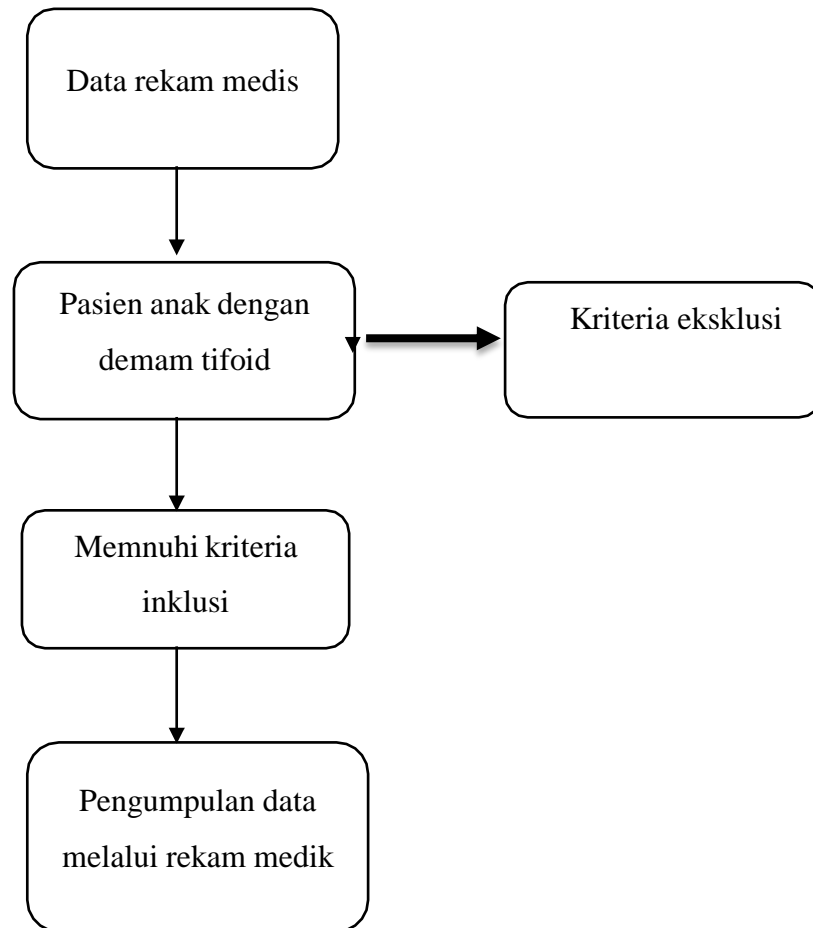 Data rekam medis
Pasien anak dengan
demam tifoid
Kriteria eksklusi
Memnuhi kriteria
inklusi
Pengumpulan data
melalui rekam medik